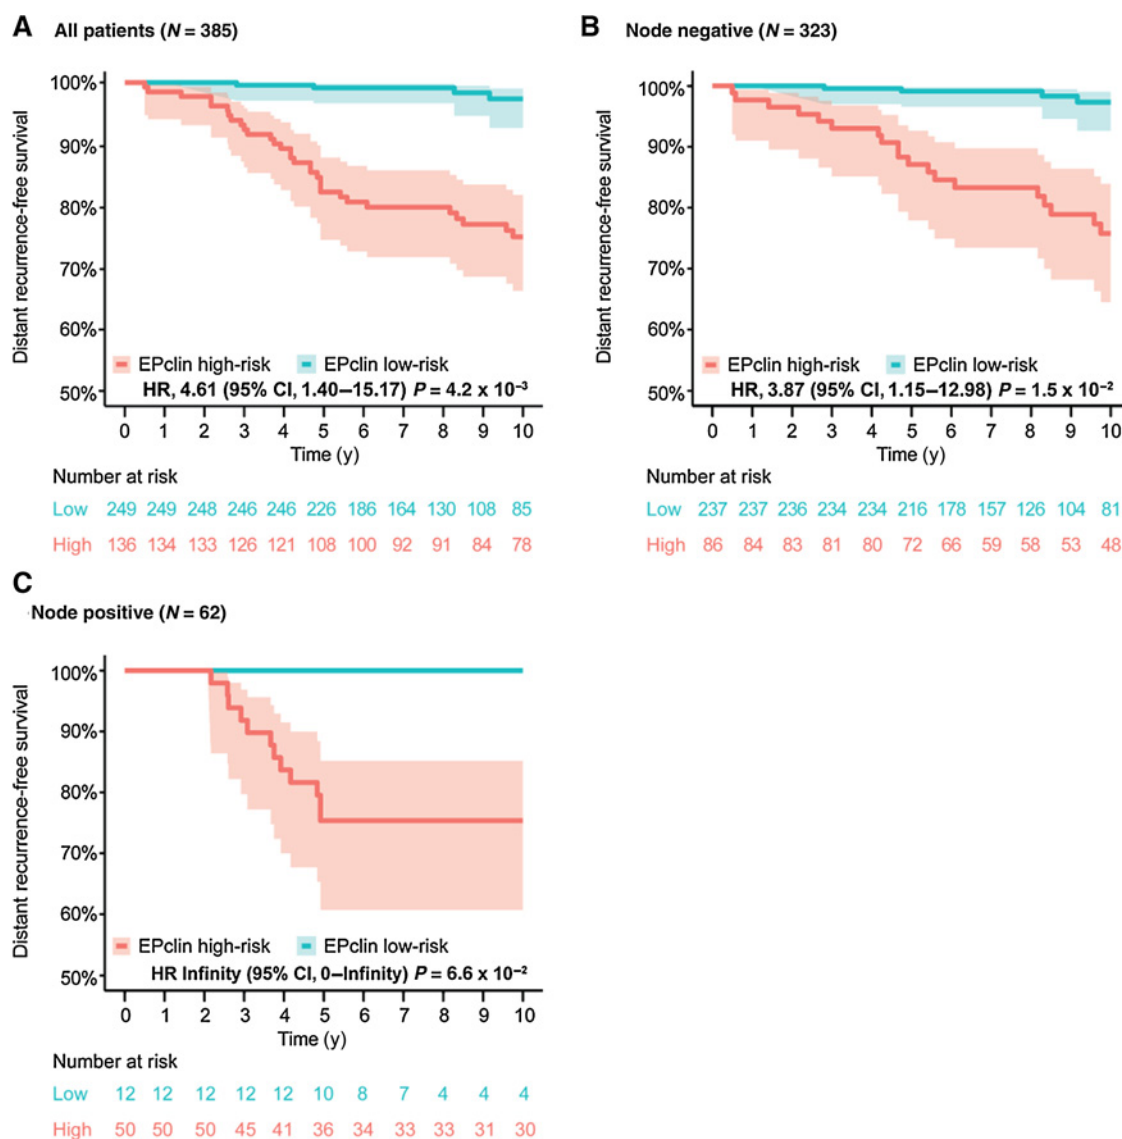 A All patients (N = 385)
Distant recurrence-free survival
100%
90%
80%
70%
60%
50%
EPclin high-risk EPclin low-risk
HR, 4.61 (95% CI, 1.40–15.17) P = 4.2 x 10⁻³
0 1 2 3 4 5 6 7 8 9 10
Time (y)
Number at risk
Low 249 249 248 246 246 226 186 164 130 108 85
High 136 134 133 126 121 108 100 92 91 84 78
B Node negative (N = 323)
Distant recurrence-free survival
100%
90%
80%
70%
60%
50%
EPclin high-risk EPclin low-risk
HR, 3.87 (95% CI, 1.15–12.98) P = 1.5 x 10⁻²
0 1 2 3 4 5 6 7 8 9 10
Time (y)
Number at risk
Low 237 237 236 234 234 216 178 157 126 104 81
High 86 84 83 81 80 72 66 59 58 53 48
C
Node positive (N = 62)
Distant recurrence-free survival
100%
90%
80%
70%
60%
50%
EPclin high-risk EPclin low-risk
HR Infinity (95% CI, 0–Infinity) P = 6.6 x 10⁻²
0 1 2 3 4 5 6 7 8 9 10
Time (y)
Number at risk
Low 12 12 12 12 12 10 8 7 4 4 4
High 50 50 50 45 41 36 34 33 33 31 30